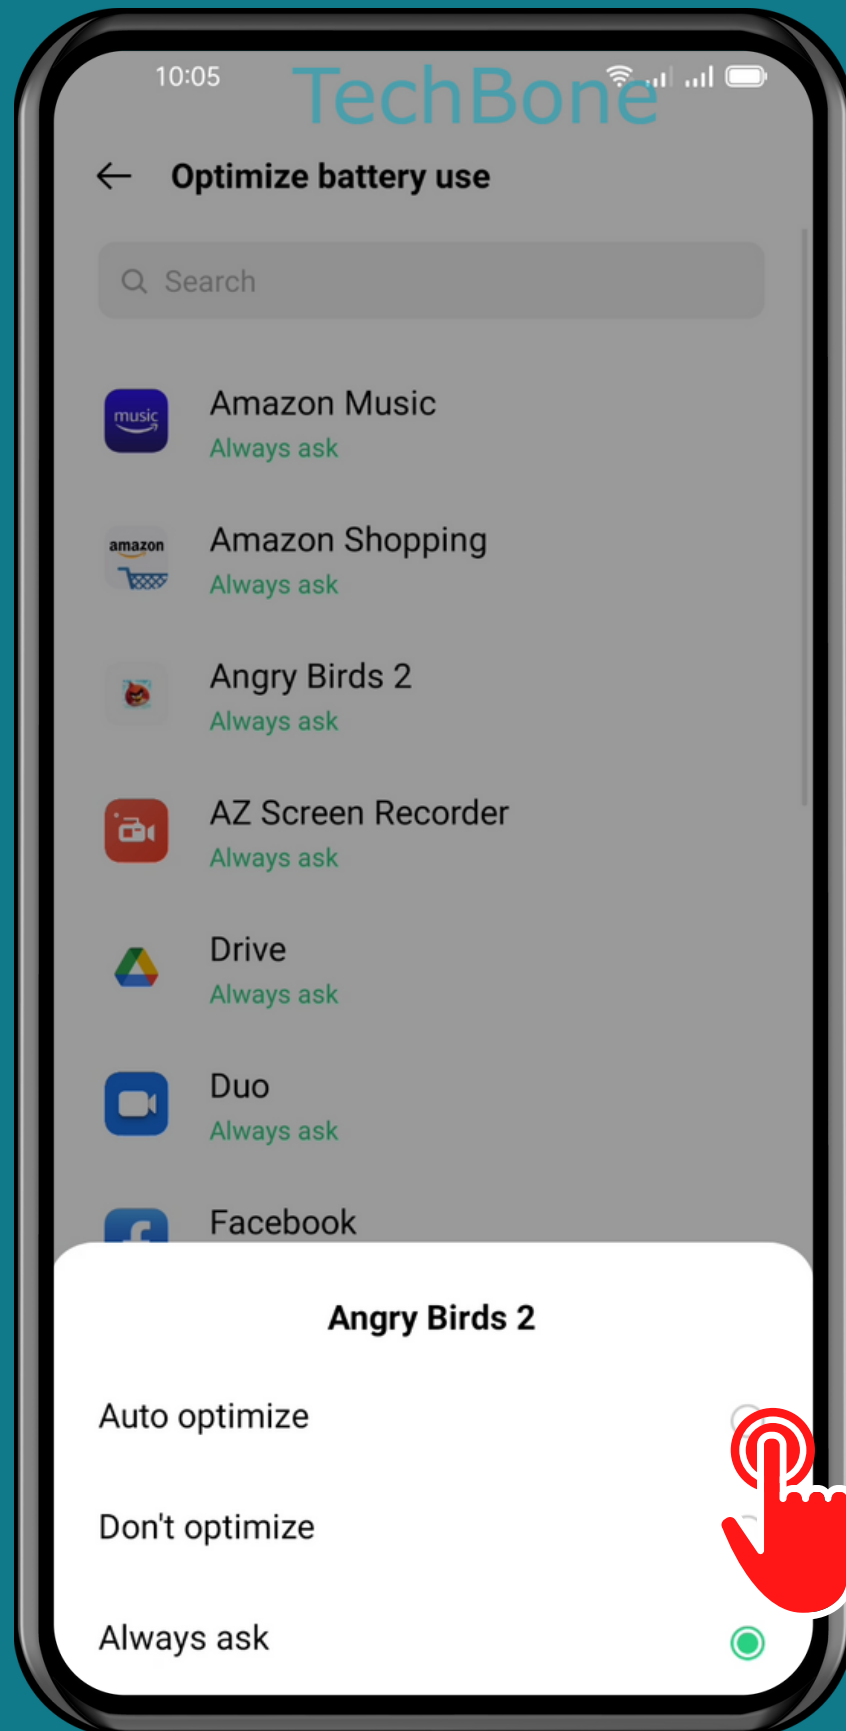 10:05
TechBone
Optimize battery use
Search
music
Amazon Music
Always ask
amazon
Amazon Shopping
Always ask
Angry Birds 2
Always ask
AZ Screen Recorder
Always ask
Drive
Always ask
Duo
Always ask
Facebook
Angry Birds 2
Auto optimize
Don't optimize
Always ask